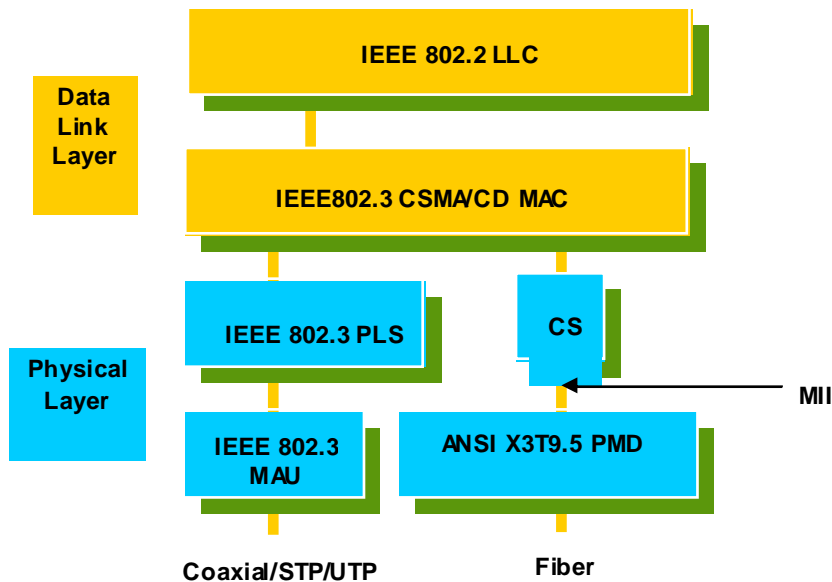 IEEE 802.2 LLC
Data
Link
Layer
IEEE802.3 CSMA/CD MAC
IEEE 802.3 PLS
CS
Physical
Layer
MII
IEEE 802.3
MAU
ANSI X3T9.5 PMD
Coaxial/STP/UTP
Fiber